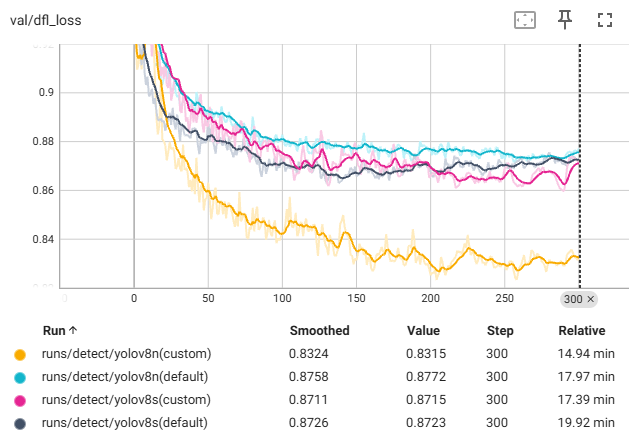 val/dfl_loss
0.9
0.88
0.86
0.84
0 50 100 150 200 250 300 ×
Run ↑ Smoothed Value Step Relative
runs/detect/yolov8n(custom) 0.8324 0.8315 300 14.94 min
runs/detect/yolov8n(default) 0.8758 0.8772 300 17.97 min
runs/detect/yolov8s(custom) 0.8711 0.8715 300 17.39 min
runs/detect/yolov8s(default) 0.8726 0.8723 300 19.92 min